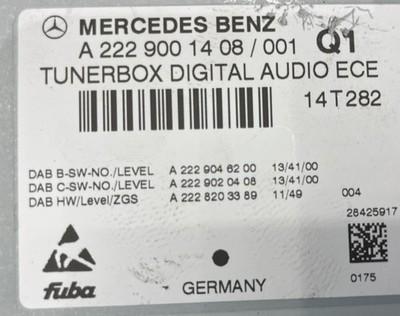 MERCEDES BENZ
A 222 900 14 08 / 001 Q1
TUNERBOX DIGITAL AUDIO ECE
14T282
DAB B-SW-NO./LEVEL A 222 904 62 00 13/41/00
DAB C-SW-NO./LEVEL A 222 902 04 08 13/41/00
DAB HW/Level/ZGS A 222 820 33 89 11/49 004
28425917
fuba GERMANY 0175